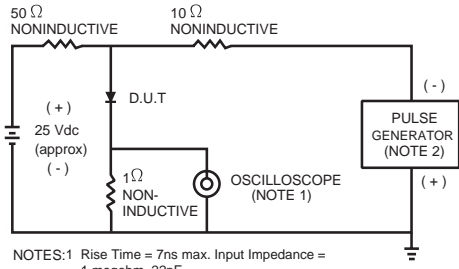 50 Ω
NONINDUCTIVE
10 Ω
NONINDUCTIVE
(+)
25 Vdc
(approx)
(-)
D.U.T
1Ω
NON-
INDUCTIVE
OSCILLOSCOPE
(NOTE 1)
(-)
PULSE
GENERATOR
(NOTE 2)
(+)
NOTES:1 Rise Time = 7ns max. Input Impedance =